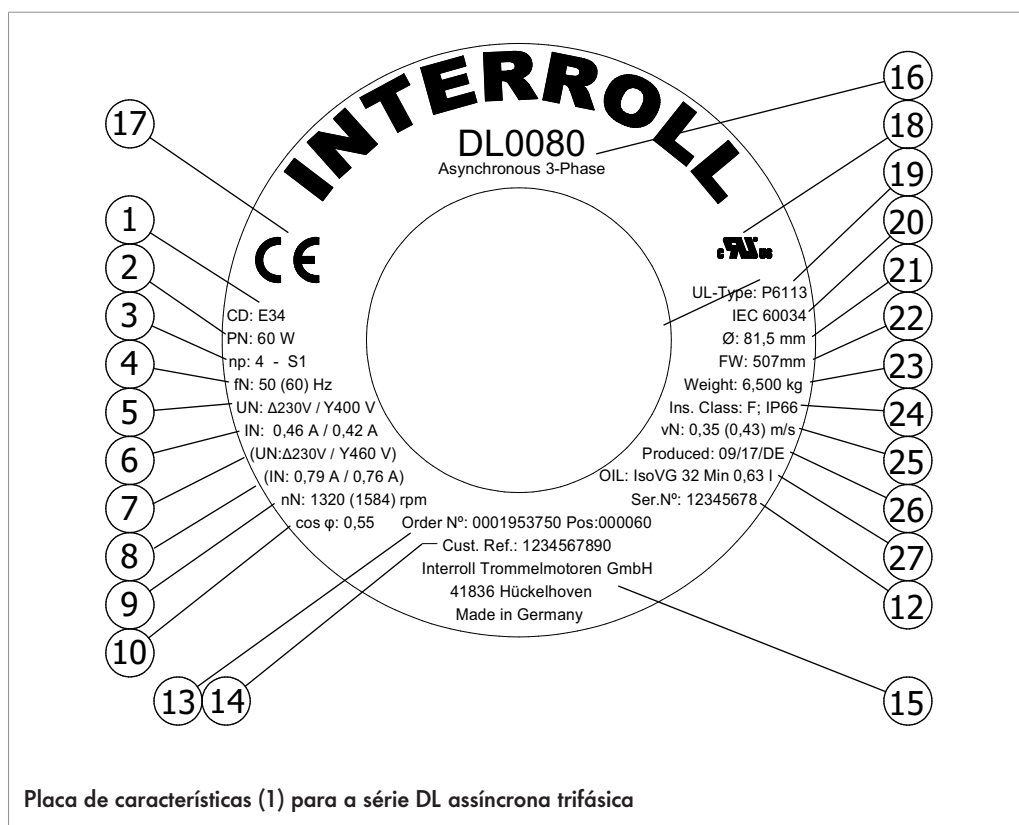 INTERROLL
DL0080
Asynchronous 3-Phase
CE
c UR us
17
1
2
3
4
5
6
7
8
9
10
13
14
16
18
19
20
21
22
23
24
25
26
27
12
15
CD: E34
PN: 60 W
np: 4 - S1
fN: 50 (60) Hz
UN: Δ230V / Y400 V
IN: 0,46 A / 0,42 A
(UN:Δ230V / Y460 V)
(IN: 0,79 A / 0,76 A)
nN: 1320 (1584) rpm
cos φ: 0,55
UL-Type: P6113
IEC 60034
Ø: 81,5 mm
FW: 507mm
Weight: 6,500 kg
Ins. Class: F; IP66
vN: 0,35 (0,43) m/s
Produced: 09/17/DE
OIL: IsoVG 32 Min 0,63 l
Ser.Nº: 12345678
Order Nº: 0001953750 Pos:000060
Cust. Ref.: 1234567890
Interroll Trommelmotoren GmbH
41836 Hückelhoven
Made in Germany
Placa de características (1) para a série DL assíncrona trifásica